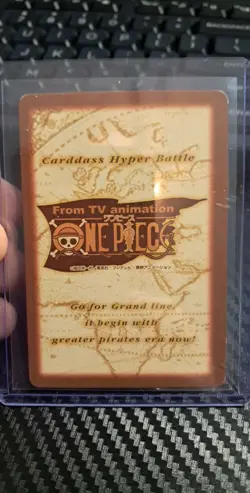 Carddass Hyper Battle
From TV animation
ワンピース
ONE PIECE
Go for Grand line,
it begin with
greater pirates era now!